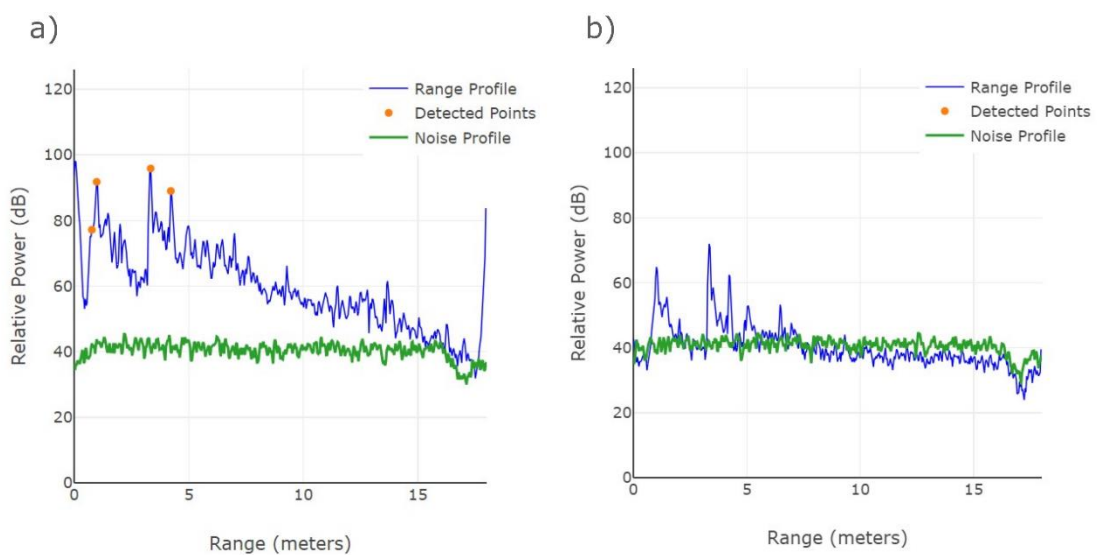 a)
120
100
80
60
40
20
0
0
5
10
15
Relative Power (dB)
Range (meters)
Range Profile
Detected Points
Noise Profile
b)
120
100
80
60
40
20
0
0
5
10
15
Relative Power (dB)
Range (meters)
Range Profile
Detected Points
Noise Profile